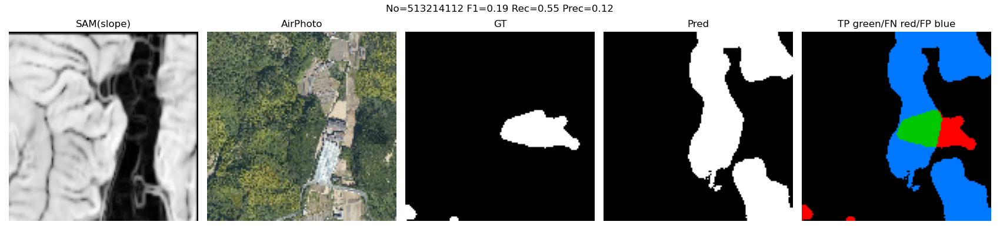 No=513214112 F1=0.19 Rec=0.55 Prec=0.12
SAM(slope)
AirPhoto
GT
Pred
TP green/FN red/FP blue